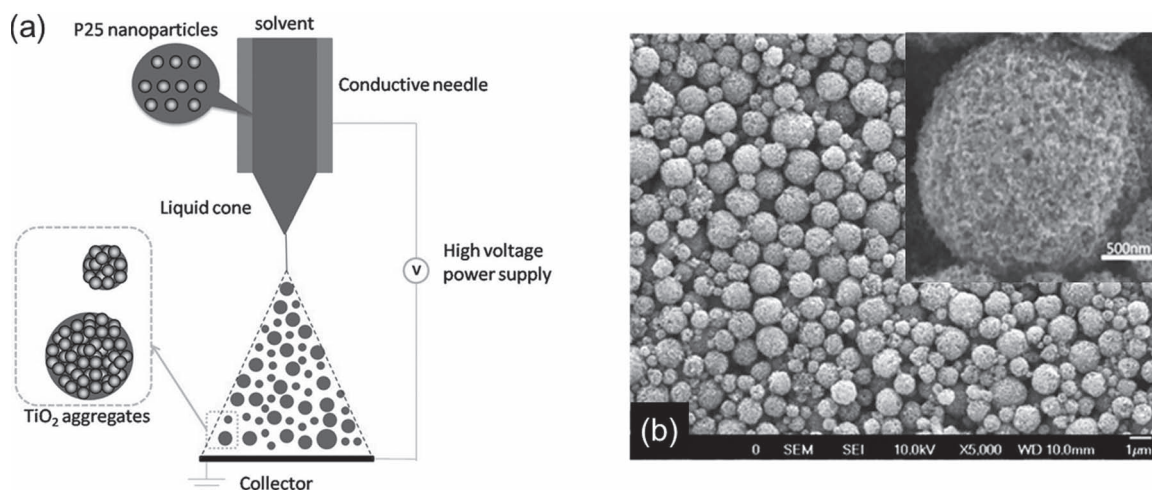 (a)
P25 nanoparticles
solvent
Conductive needle
Liquid cone
High voltage
power supply
V
TiO₂ aggregates
Collector
500nm
(b)
0 SEM SEI 10.0kV X5,000 WD 10.0mm 1μm